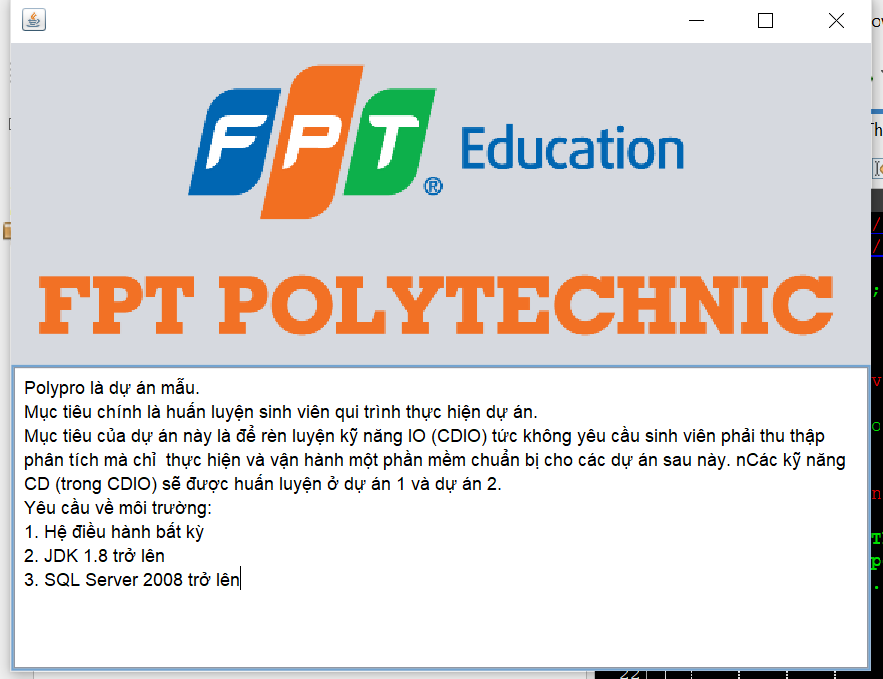 FPT® Education
FPT POLYTECHNIC
Polypro là dự án mẫu.
Mục tiêu chính là huấn luyện sinh viên qui trình thực hiện dự án.
Mục tiêu của dự án này là để rèn luyện kỹ năng IO (CDIO) tức không yêu cầu sinh viên phải thu thập
phân tích mà chỉ  thực hiện và vận hành một phần mềm chuẩn bị cho các dự án sau này. nCác kỹ năng
CD (trong CDIO) sẽ được huấn luyện ở dự án 1 và dự án 2.
Yêu cầu về môi trường:
1. Hệ điều hành bất kỳ
2. JDK 1.8 trở lên
3. SQL Server 2008 trở lên